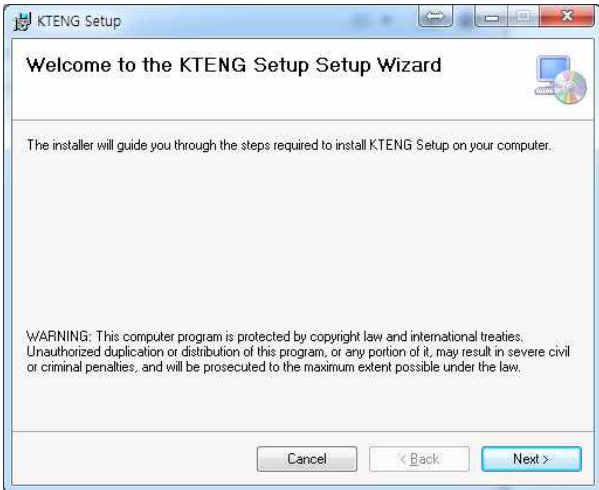 KTENG Setup
Welcome to the KTENG Setup Setup Wizard
The installer will guide you through the steps required to install KTENG Setup on your computer.
WARNING: This computer program is protected by copyright law and international treaties.
Unauthorized duplication or distribution of this program, or any portion of it, may result in severe civil
or criminal penalties, and will be prosecuted to the maximum extent possible under the law.
Cancel
< Back
Next >